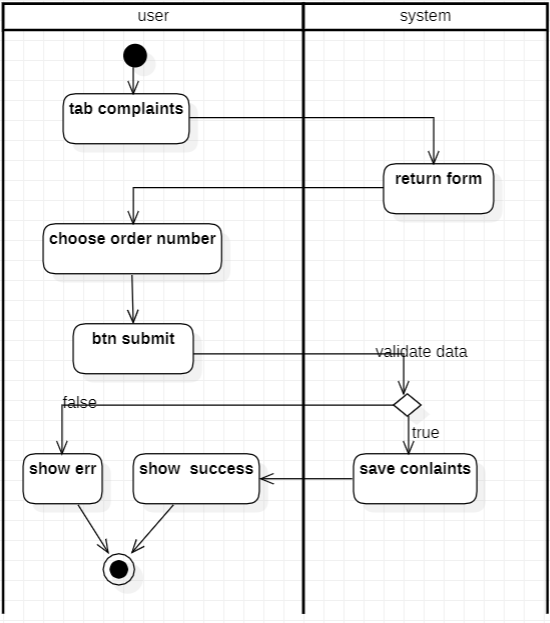 user
system
tab complaints
return form
choose order number
btn submit
validate data
false
true
show err
show  success
save conlaints